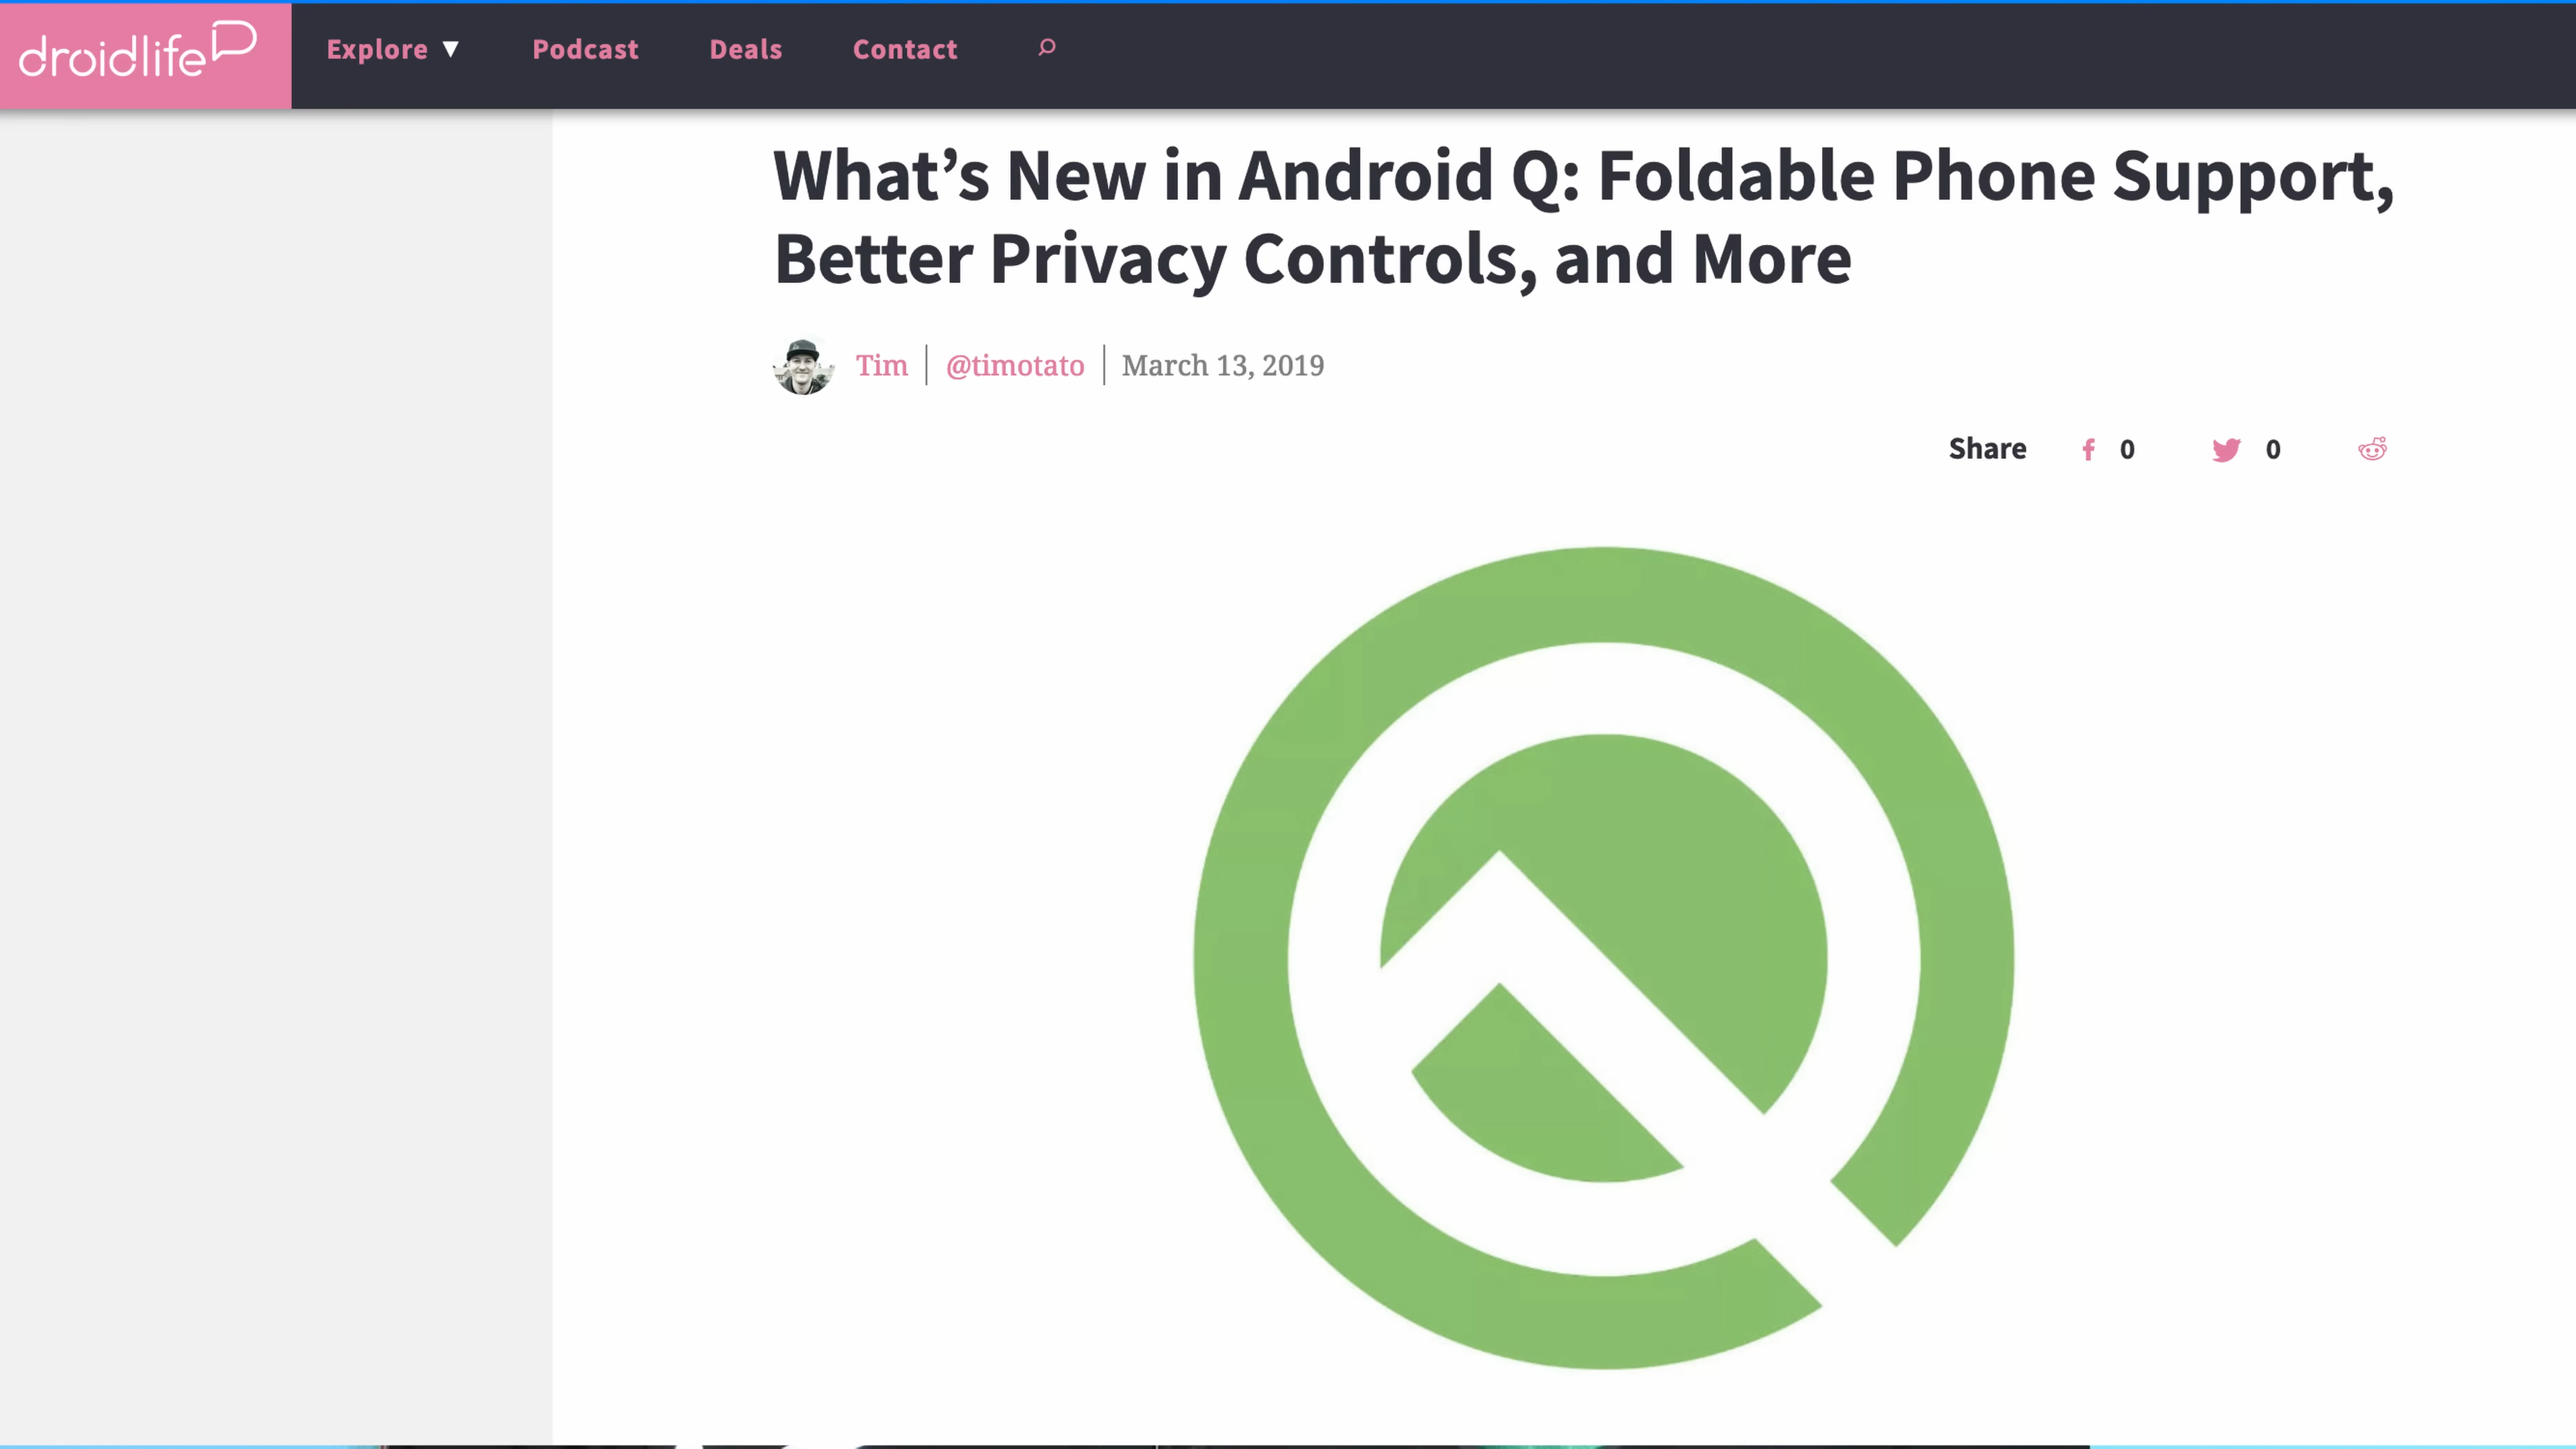 droidlife
Explore ▼ Podcast Deals Contact
What’s New in Android Q: Foldable Phone Support,
Better Privacy Controls, and More
Tim | @timotato | March 13, 2019
Share 0 0